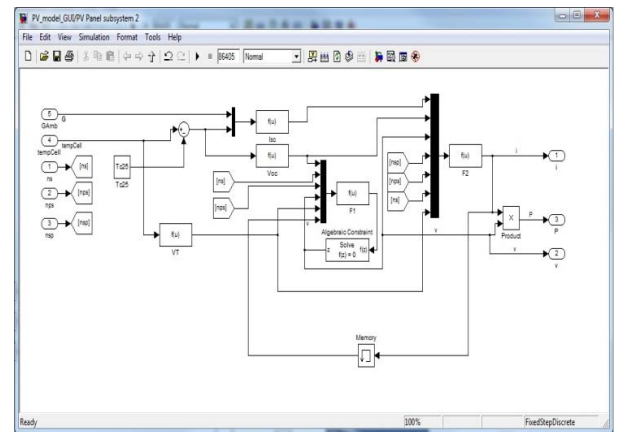 PV_model_GUI/PV Panel subsystem 2
File Edit View Simulation Format Tools Help
86405 Normal
5 G
GAmb
4 tempCell
tempCell
1 [ns]
ns
2 [nps]
nps
3 [nsp]
nsp
Tc25
Tc25
f(u)
Isc
f(u)
Voc
f(u)
VT
[ns]
[nps]
v
f(u)
F1
Algebraic Constraint
z Solve f(z)
f(z) = 0
[nsp]
[nps]
[ns]
v
f(u)
F2
i
1
i
X
Product
P
3
P
v
2
v
Memory
Ready 100% FixedStepDiscrete